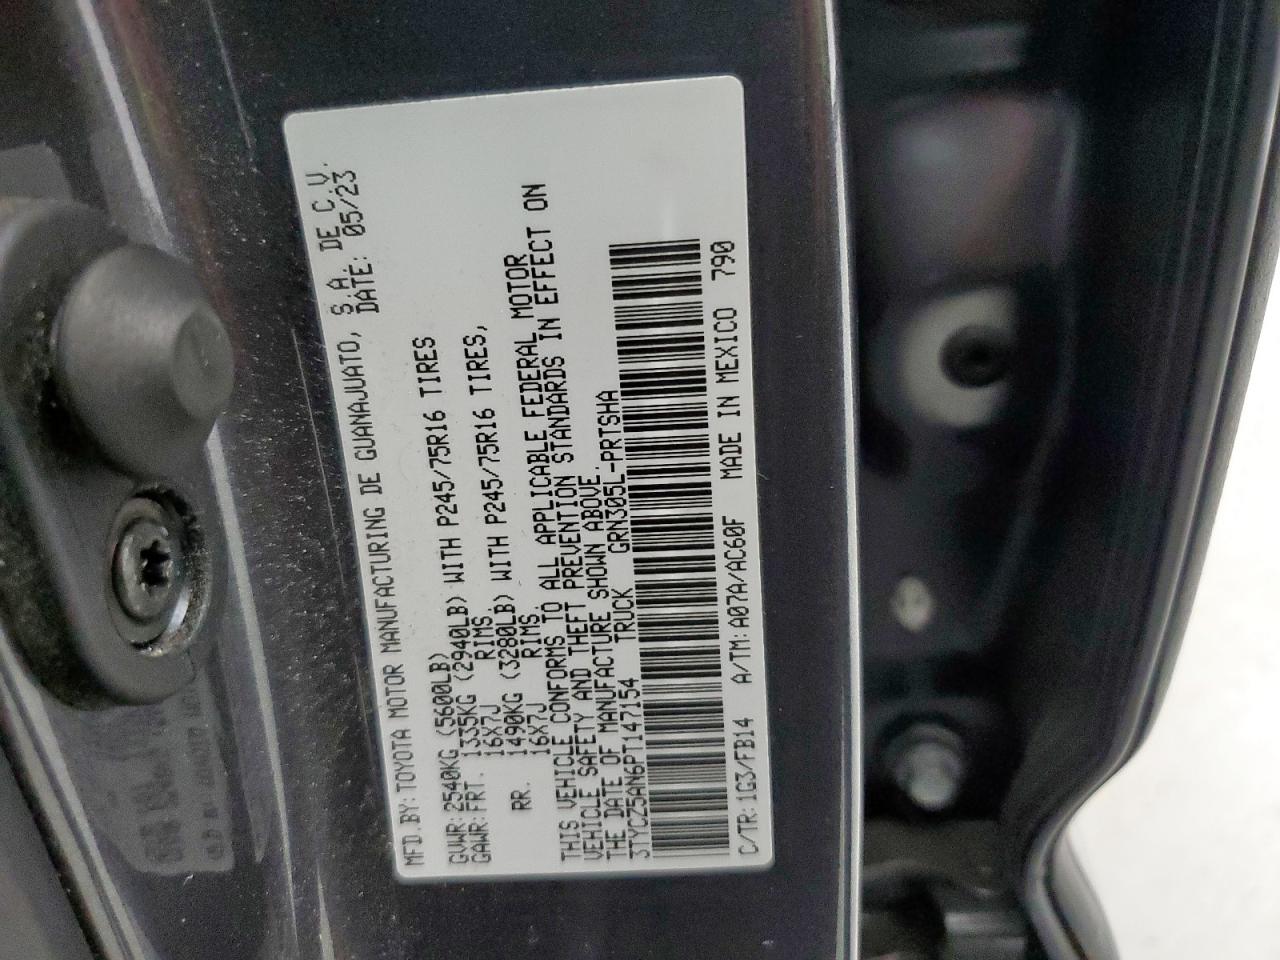 MFD.BY:TOYOTA MOTOR MANUFACTURING DE GUANAJUATO, S.A. DE C.V.
DATE: 05/23
GVWR:2540KG (5600LB)
GAWR:FRT. 1335KG (2940LB) WITH P245/75R16 TIRES
16X7J RIMS.
RR. 1490KG (3280LB) WITH P245/75R16 TIRES,
16X7J RIMS.
THIS VEHICLE CONFORMS TO ALL APPLICABLE FEDERAL MOTOR
VEHICLE SAFETY AND THEFT PREVENTION STANDARDS IN EFFECT ON
THE DATE OF MANUFACTURE SHOWN ABOVE.
3TYCZ5AN6PT147154 TRUCK GRN305L-PRTSHA
C/TR:1G3/FB14 A/TM:A07A/AC60F MADE IN MEXICO 790